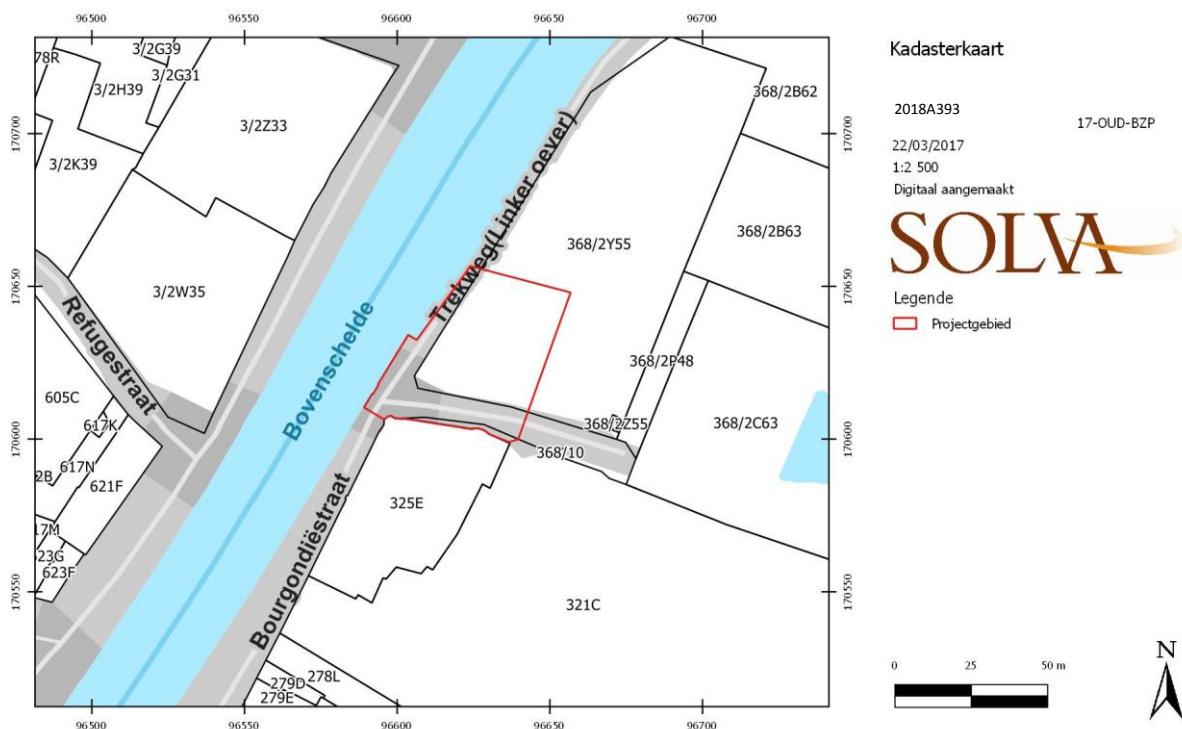 96500 96550 96600 96650 96700
Kadasterkaart
2018A393
17-OUD-BZP
22/03/2017
1:2 500
Digitaal aangemaakt
SOLVA
Legende
Projectgebied
0 25 50 m
N
170700
170650
170600
170550
170700
170650
170600
170550
78R
3/2G39
3/2G31
3/2H39
3/2Z33
3/2K39
3/2W35
368/2B62
368/2B63
368/2Y55
368/2P48
368/2Z55
368/2C63
368/10
Trekweg(Linker oever)
Bovenschelde
Refugestraat
Bourgondiëstraat
605C
617K
617N
2B
621F
17M
23G
623F
325E
321C
278L
279D
279E
96500 96550 96600 96650 96700